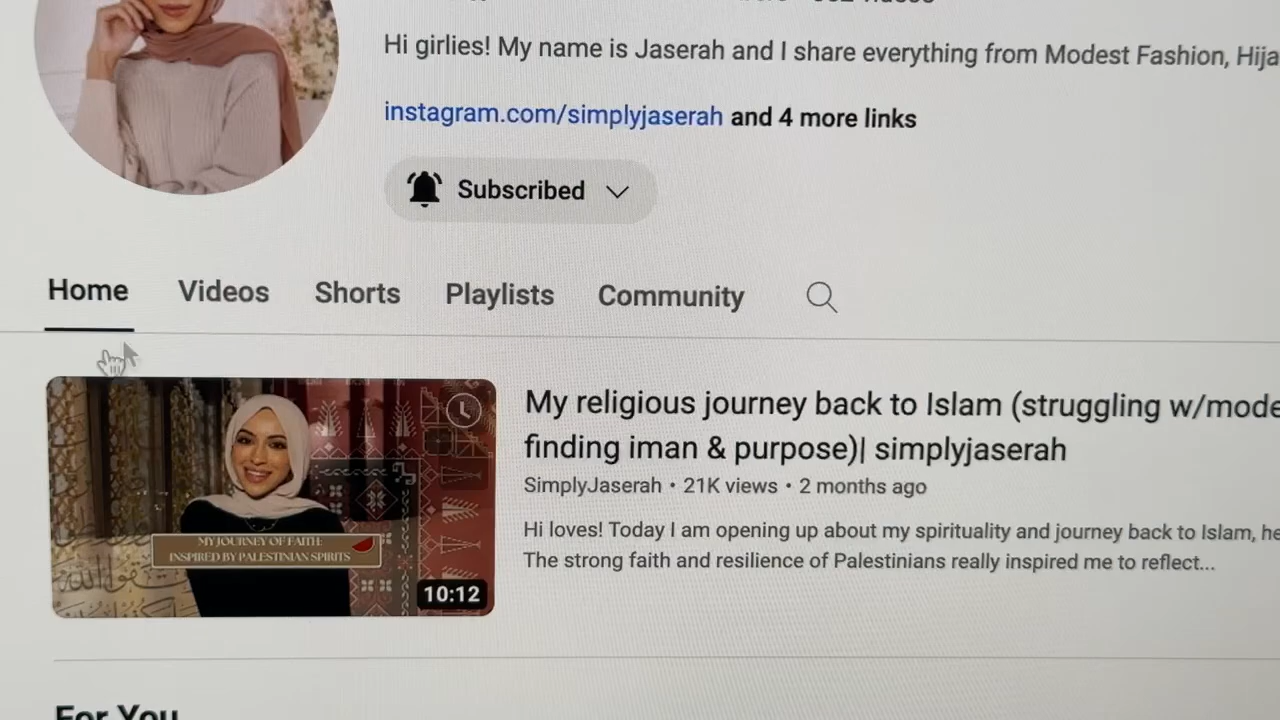 Hi girlies! My name is Jaserah and I share everything from Modest Fashion, Hija
instagram.com/simplyjaserah and 4 more links
Subscribed
Home Videos Shorts Playlists Community
My religious journey back to Islam (struggling w/mode
finding iman & purpose)| simplyjaserah
SimplyJaserah • 21K views • 2 months ago
Hi loves! Today I am opening up about my spirituality and journey back to Islam, he
The strong faith and resilience of Palestinians really inspired me to reflect...
MY JOURNEY OF FAITH:
INSPIRED BY PALESTINIAN SPIRITS
10:12
For You